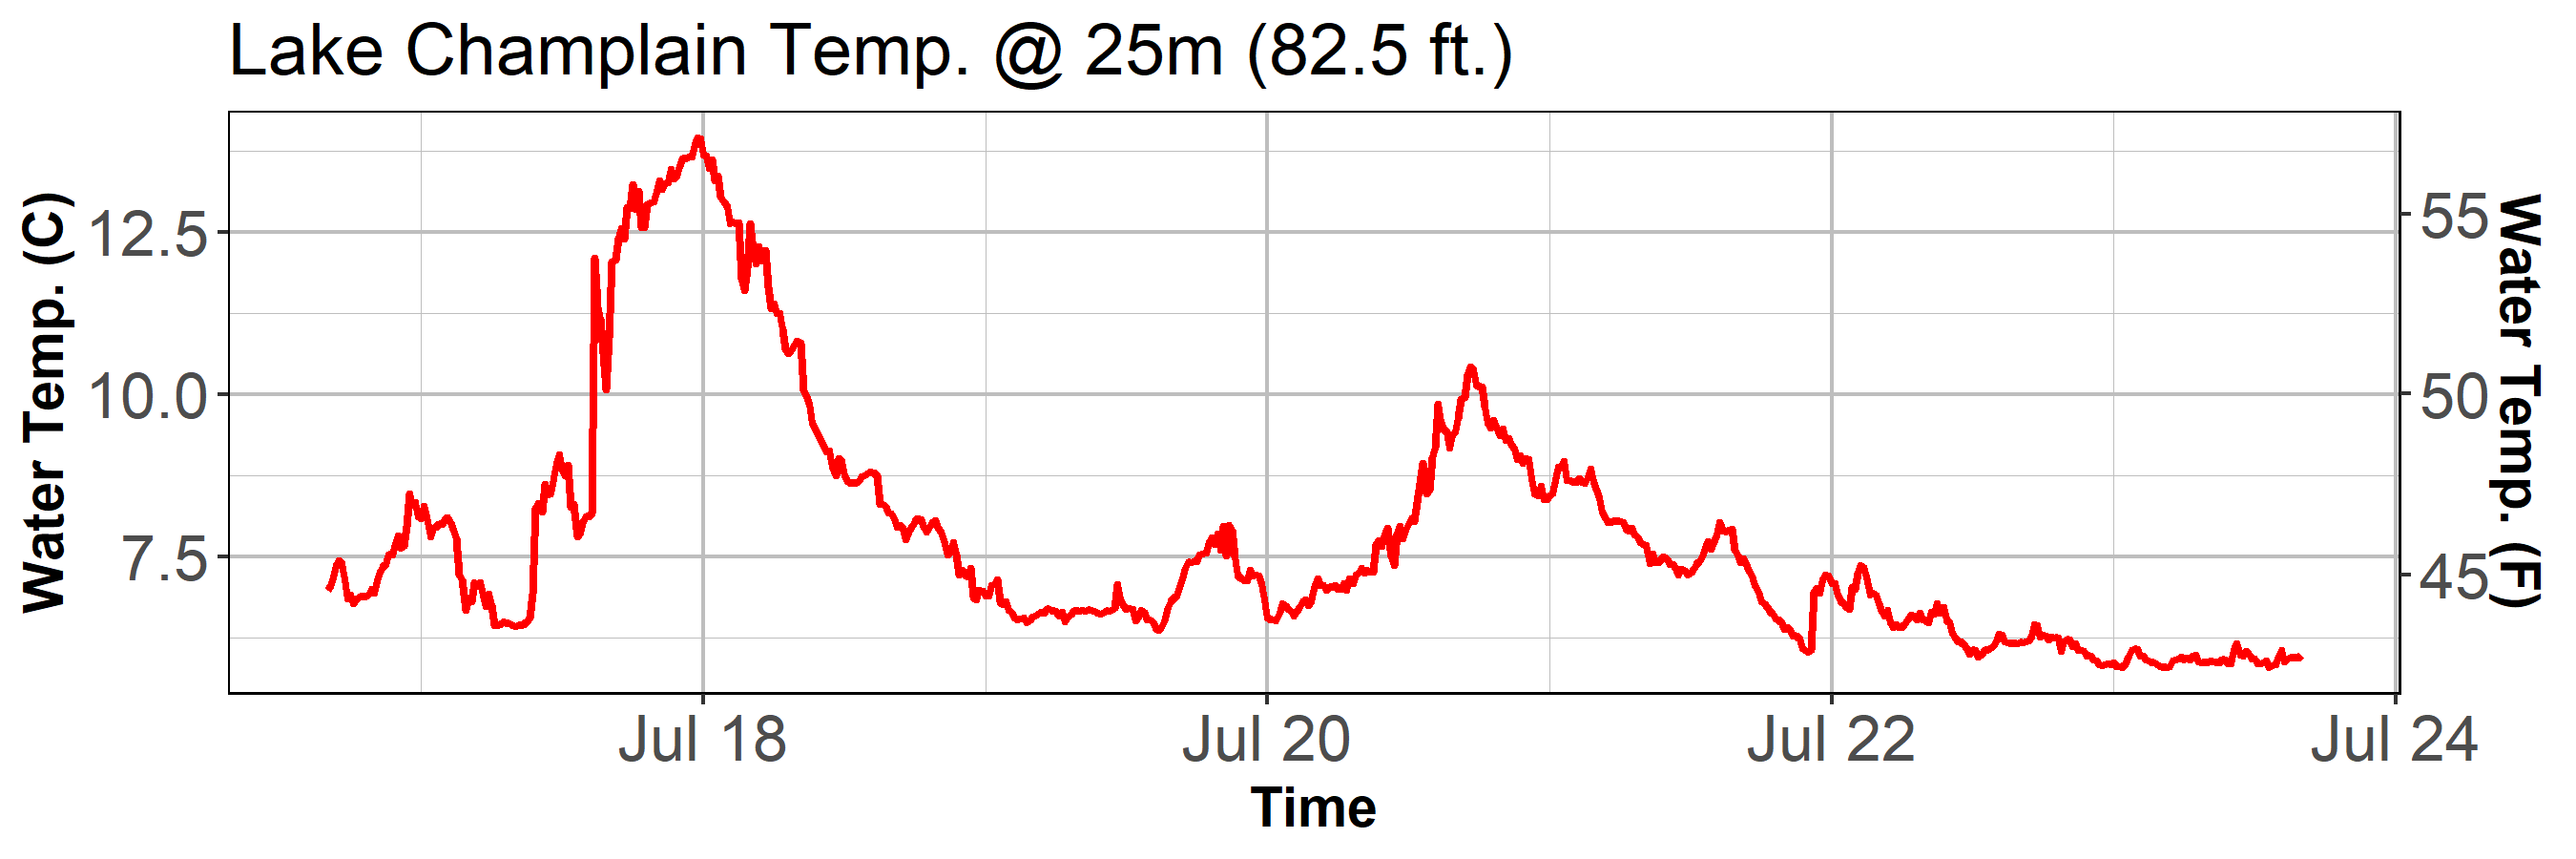 Lake Champlain Temp. @ 25m (82.5 ft.)
Water Temp. (C)
12.5
10.0
7.5
55
50
45
Water Temp. (F)
Jul 18
Jul 20
Jul 22
Jul 24
Time